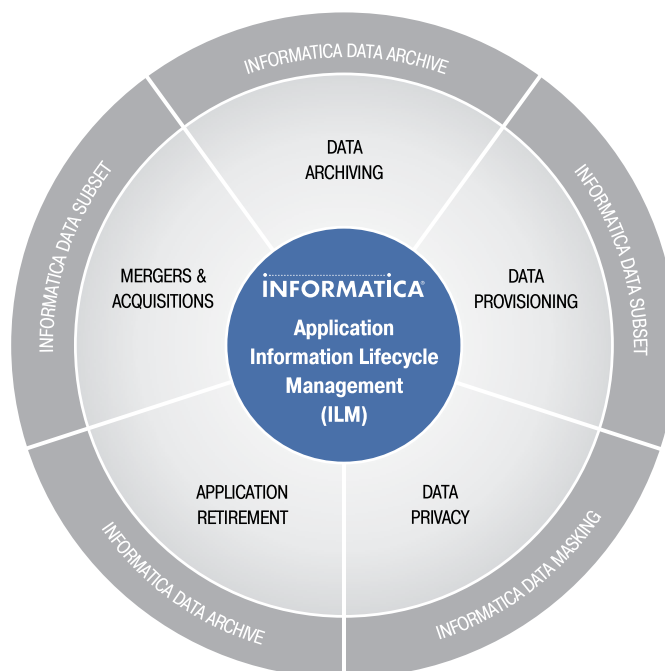 INFORMATICA DATA ARCHIVE
DATA
ARCHIVING
INFORMATICA DATA SUBSET
MERGERS &
ACQUISITIONS
INFORMATICA®
Application
Information Lifecycle
Management
(ILM)
DATA
PROVISIONING
INFORMATICA DATA SUBSET
APPLICATION
RETIREMENT
DATA
PRIVACY
INFORMATICA DATA ARCHIVE
INFORMATICA DATA MASKING